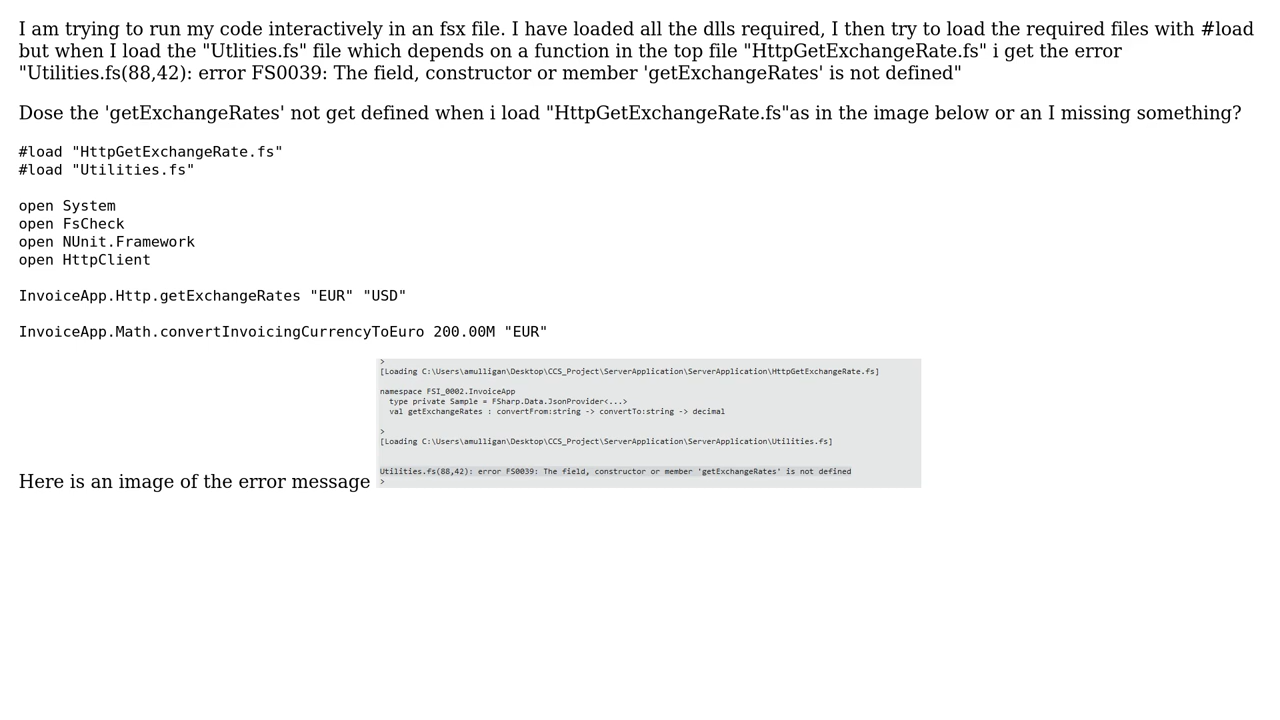 I am trying to run my code interactively in an fsx file. I have loaded all the dlls required, I then try to load the required files with #load
but when I load the "Utlities.fs" file which depends on a function in the top file "HttpGetExchangeRate.fs" i get the error
"Utilities.fs(88,42): error FS0039: The field, constructor or member 'getExchangeRates' is not defined"
Dose the 'getExchangeRates' not get defined when i load "HttpGetExchangeRate.fs"as in the image below or an I missing something?
#load "HttpGetExchangeRate.fs"
#load "Utilities.fs"
open System
open FsCheck
open NUnit.Framework
open HttpClient
InvoiceApp.Http.getExchangeRates "EUR" "USD"
InvoiceApp.Math.convertInvoicingCurrencyToEuro 200.00M "EUR"
>
[Loading C:\Users\amulligan\Desktop\CCS_Project\ServerApplication\ServerApplication\HttpGetExchangeRate.fs]
namespace FSI_0002.InvoiceApp
type private Sample = FSharp.Data.JsonProvider<...>
val getExchangeRates : convertFrom:string -> convertTo:string -> decimal
>
[Loading C:\Users\amulligan\Desktop\CCS_Project\ServerApplication\ServerApplication\Utilities.fs]
Utilities.fs(88,42): error FS0039: The field, constructor or member 'getExchangeRates' is not defined
>
Here is an image of the error message